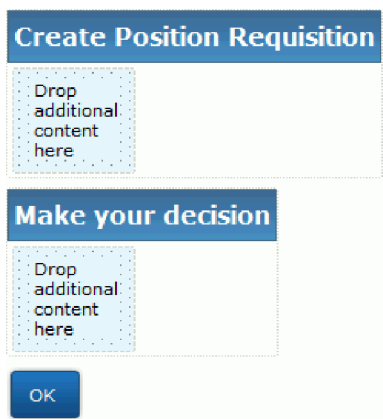 Create Position Requisition
Drop
additional
content
here
Make your decision
Drop
additional
content
here
OK